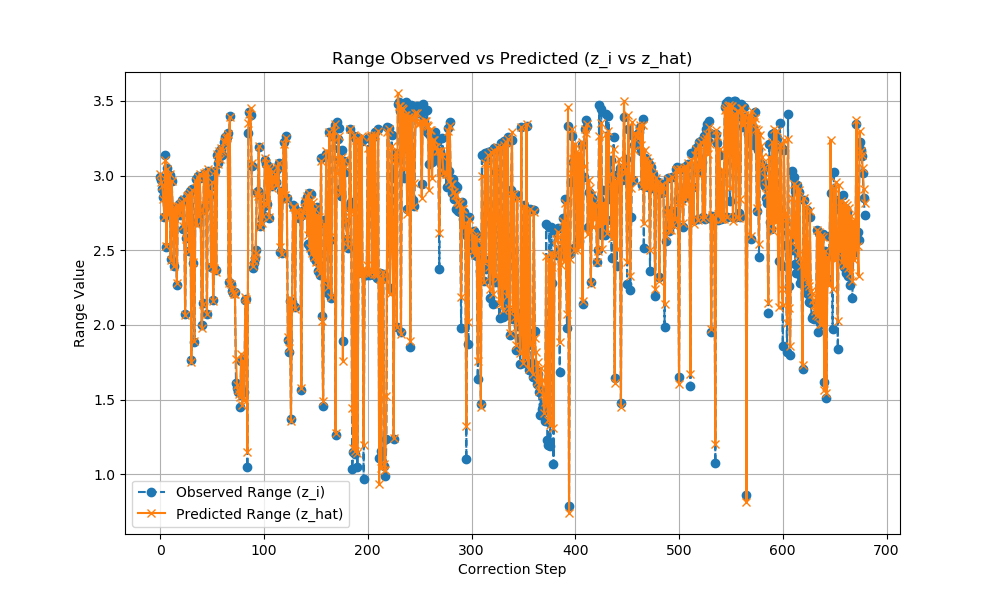 Range Observed vs Predicted (z_i vs z_hat)
Range Value
3.5
3.0
2.5
2.0
1.5
1.0
Observed Range (z_i)
Predicted Range (z_hat)
0 100 200 300 400 500 600 700
Correction Step